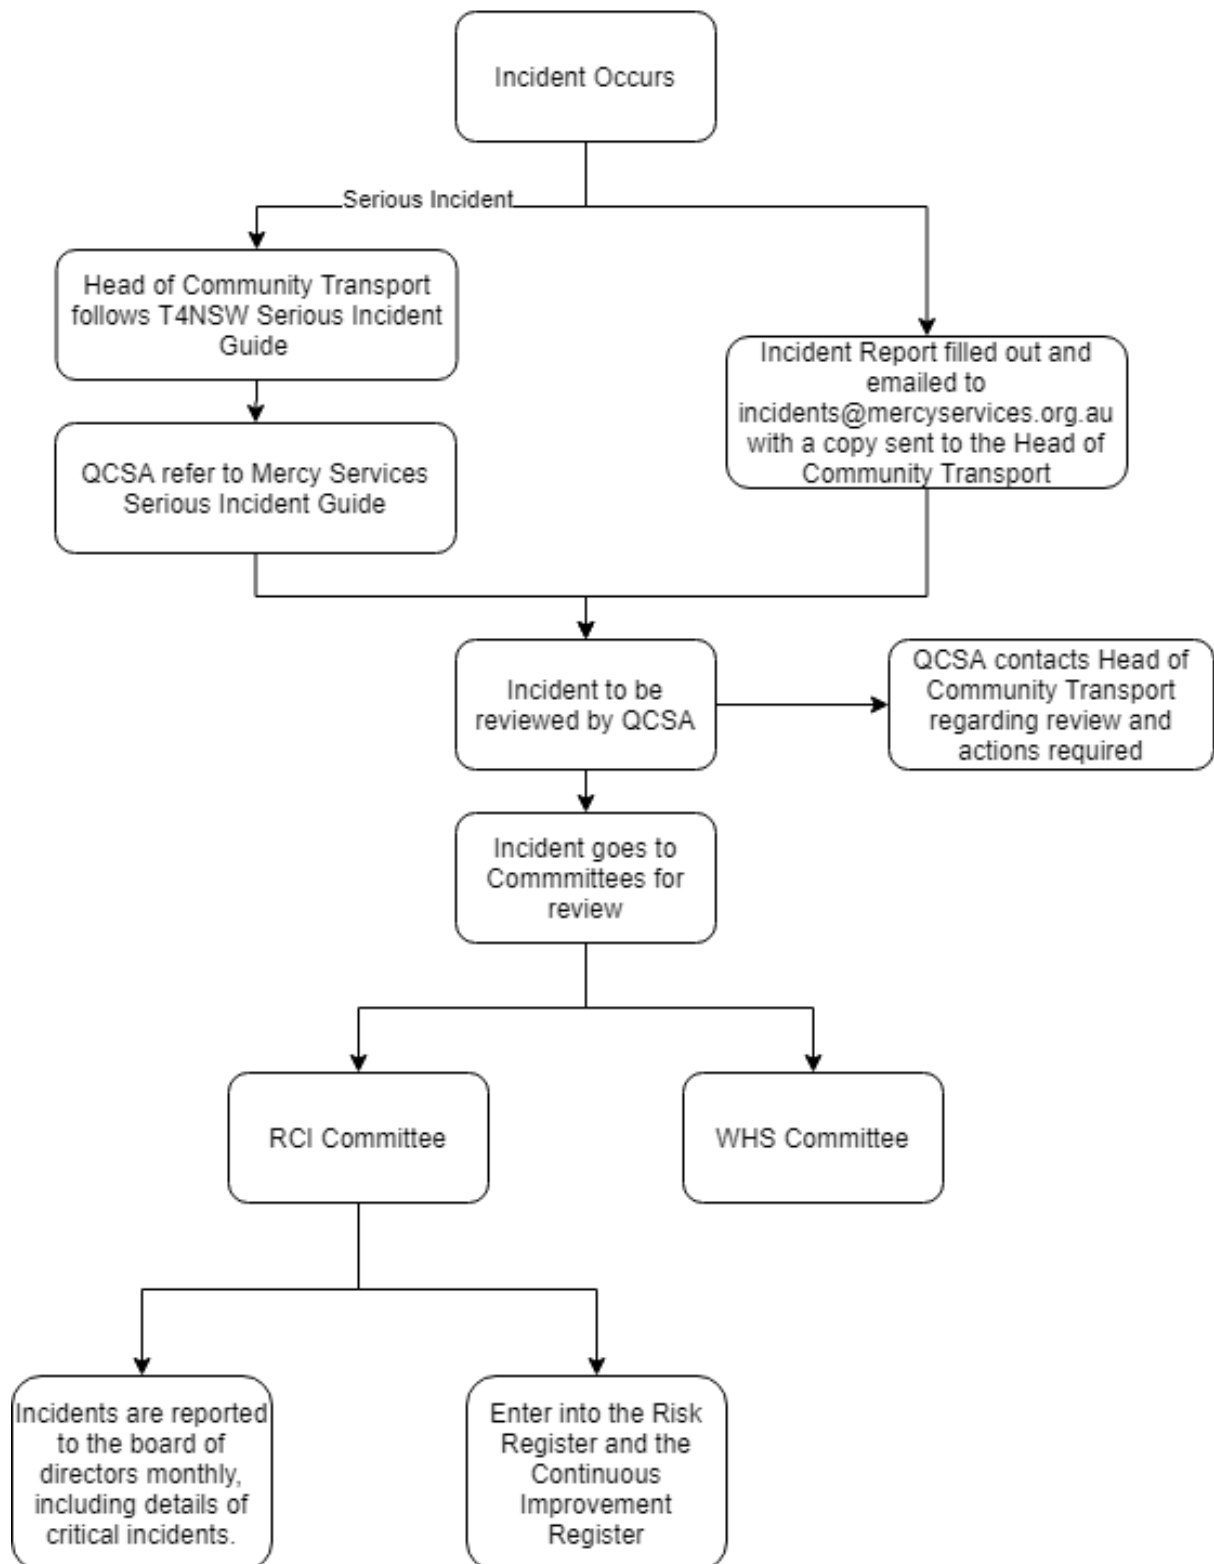 Incident Occurs
Serious Incident
Head of Community Transport
follows T4NSW Serious Incident
Guide
Incident Report filled out and
emailed to
incidents@mercyservices.org.au
with a copy sent to the Head of
Community Transport
QCSA refer to Mercy Services
Serious Incident Guide
Incident to be
reviewed by QCSA
QCSA contacts Head of
Community Transport
regarding review and
actions required
Incident goes to
Commmittees for
review
RCI Committee
WHS Committee
Incidents are reported
to the board of
directors monthly,
including details of
critical incidents.
Enter into the Risk
Register and the
Continuous
Improvement
Register